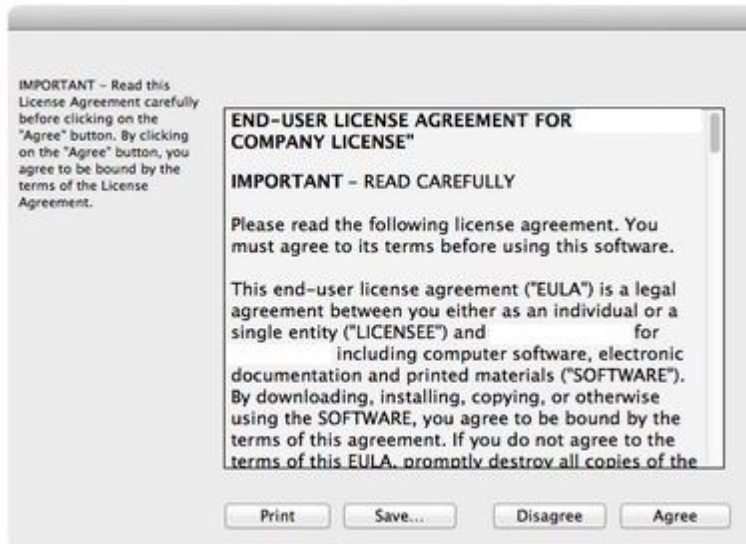 IMPORTANT – Read this
License Agreement carefully
before clicking on the
"Agree" button. By clicking
on the "Agree" button, you
agree to be bound by the
terms of the License
Agreement.
END-USER LICENSE AGREEMENT FOR
COMPANY LICENSE"
IMPORTANT – READ CAREFULLY
Please read the following license agreement. You
must agree to its terms before using this software.
This end-user license agreement ("EULA") is a legal
agreement between you either as an individual or a
single entity ("LICENSEE") and for
including computer software, electronic
documentation and printed materials ("SOFTWARE").
By downloading, installing, copying, or otherwise
using the SOFTWARE, you agree to be bound by the
terms of this agreement. If you do not agree to the
terms of this EULA, promptly destroy all copies of the
Print Save... Disagree Agree